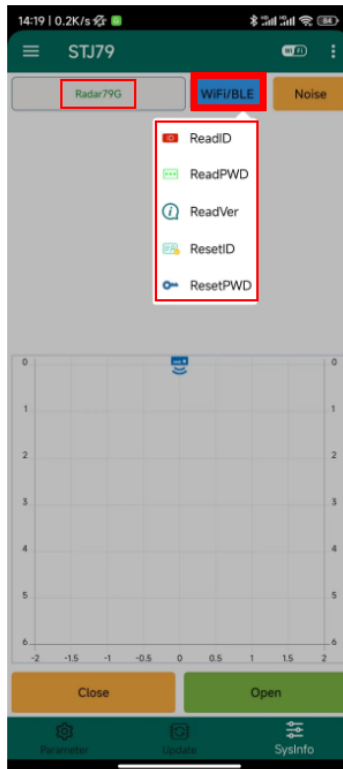 14:19 | 0.2K/s
64
STJ79
WiFi
Radar79G
WiFi/BLE
Noise
ReadID
ReadPWD
ReadVer
ResetID
ResetPWD
0 0
1 1
2 2
3 3
4 4
5 5
6 6
-2 -1.5 -1 -0.5 0 0.5 1 1.5 2
Close
Open
Parameter
Update
SysInfo